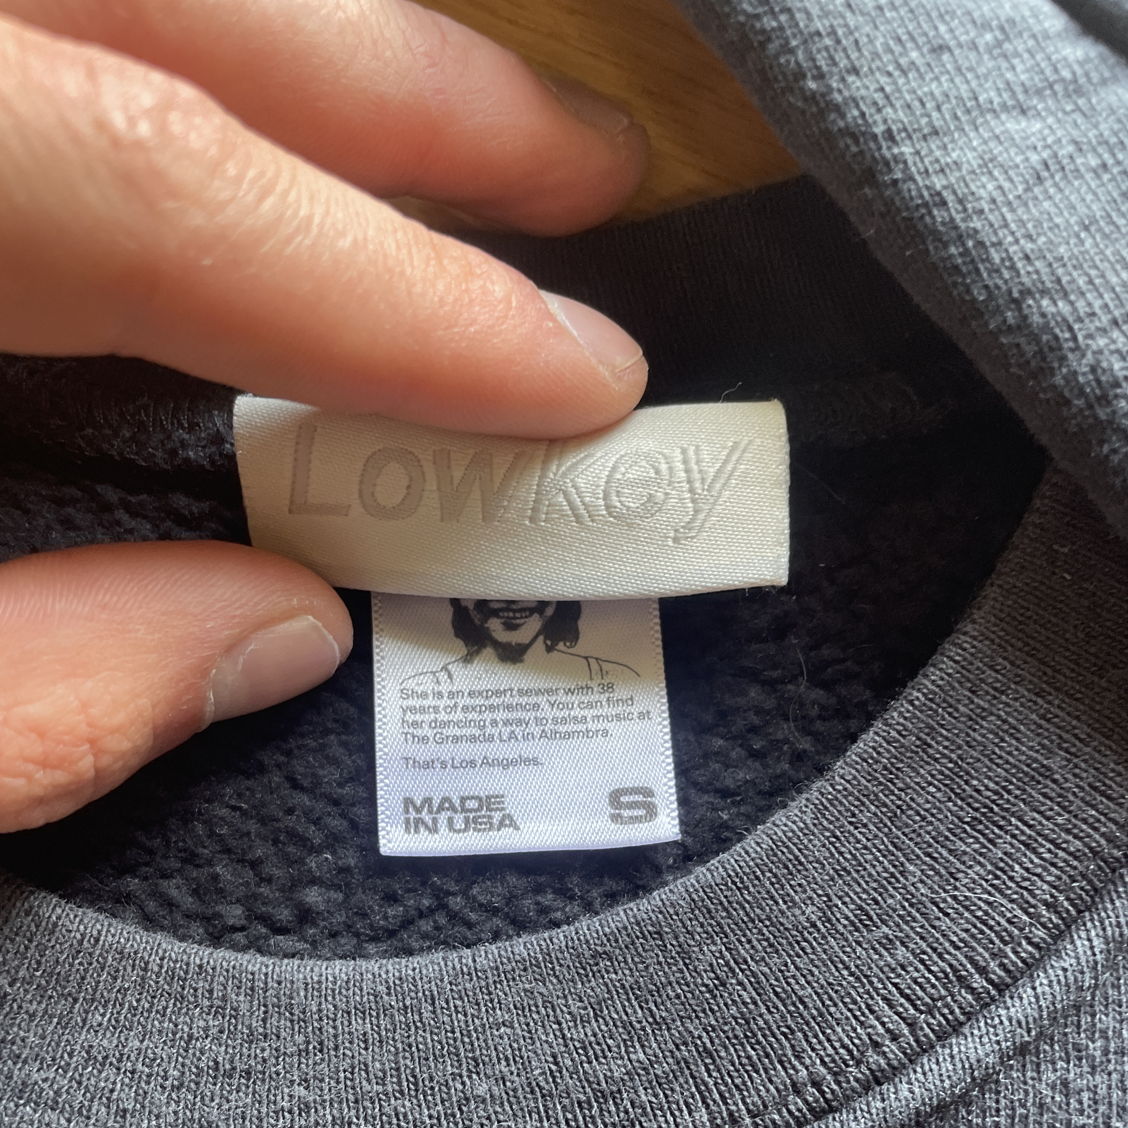 Lowkey
She is an expert sewer with 38
years of experience. You can find
her dancing a way to salsa music at
The Granada LA in Alhambra.
That's Los Angeles.
MADE
IN USA
S